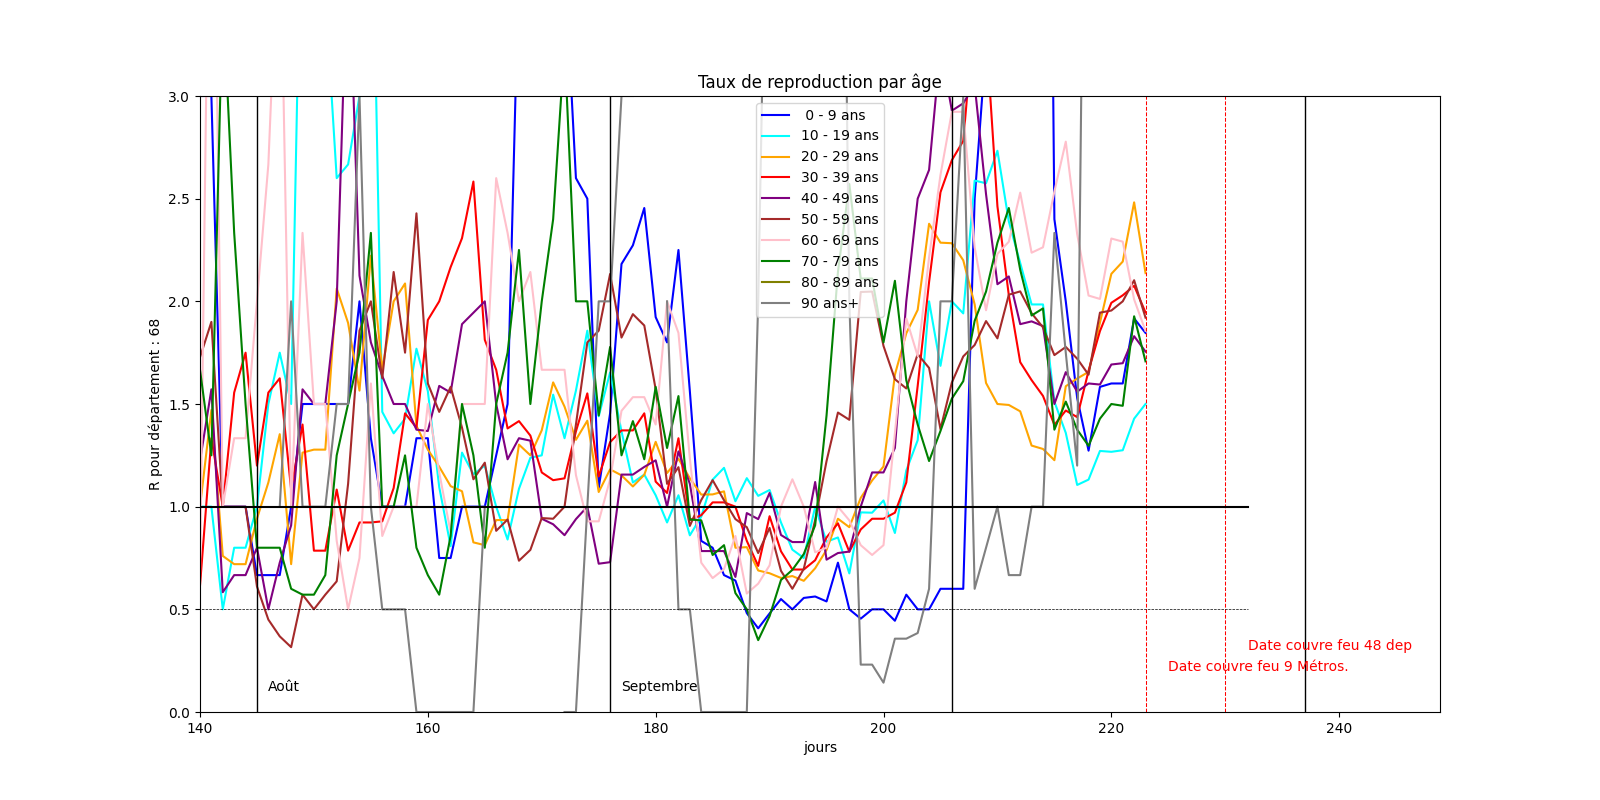 Taux de reproduction par âge
R pour département : 68
3.0
2.5
2.0
1.5
1.0
0.5
0.0
0 - 9 ans
10 - 19 ans
20 - 29 ans
30 - 39 ans
40 - 49 ans
50 - 59 ans
60 - 69 ans
70 - 79 ans
80 - 89 ans
90 ans+
Date couvre feu 48 dep
Date couvre feu 9 Métros.
Août
Septembre
140
160
180
200
220
240
jours